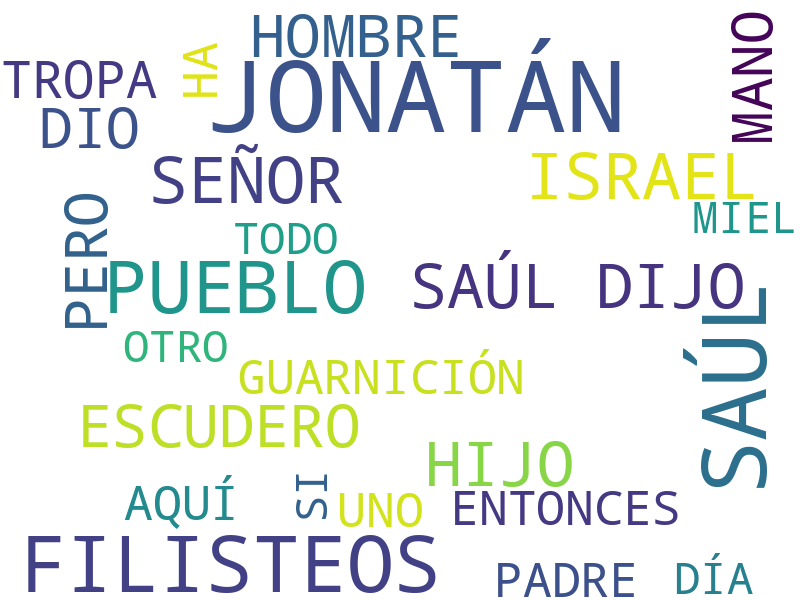 HOMBRE
MANO
TROPA
HA
JONATÁN
DIO
SEÑOR
ISRAEL
PERO
MIEL
TODO
PUEBLO
SAÚL DIJO
SAÚL
OTRO
GUARNICIÓN
ESCUDERO
HIJO
AQUÍ
SI
UNO
ENTONCES
FILISTEOS
PADRE
DÍA